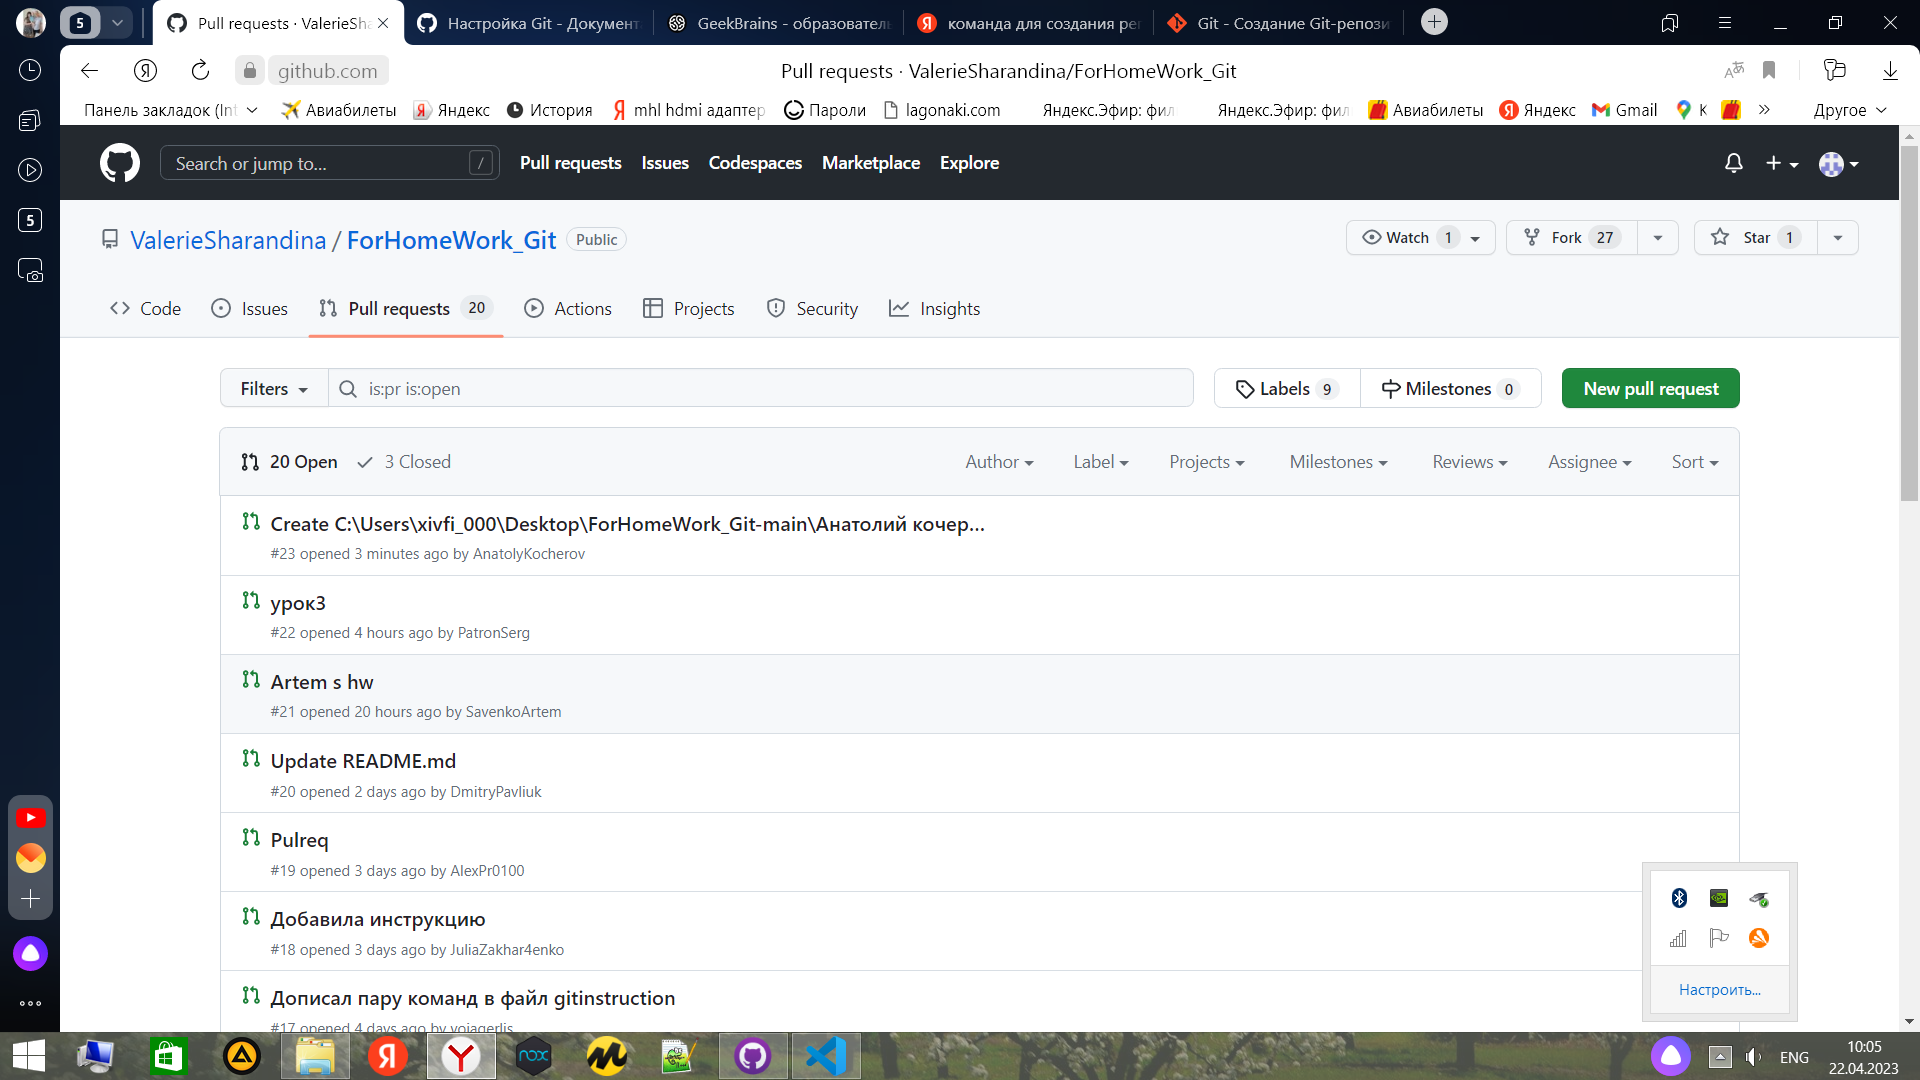 5
Pull requests · ValerieSha
Настройка Git - Документ
GeekBrains - образователь
команда для создания ре
Git - Создание Git-репози
github.com
Pull requests · ValerieSharandina/ForHomeWork_Git
Панель закладок (Int
Авиабилеты
Яндекс
История
mhl hdmi адаптер
Пароли
lagonaki.com
Яндекс.Эфир: фил
Яндекс.Эфир: фил
Авиабилеты
Яндекс
Gmail
К
»
Другое
5
Search or jump to...
/
Pull requests
Issues
Codespaces
Marketplace
Explore
ValerieSharandina / ForHomeWork_Git
Public
Watch 1
Fork 27
Star 1
Code
Issues
Pull requests 20
Actions
Projects
Security
Insights
Filters
is:pr is:open
Labels 9
Milestones 0
New pull request
20 Open
3 Closed
Author
Label
Projects
Milestones
Reviews
Assignee
Sort
Create C:\Users\xivfi_000\Desktop\ForHomeWork_Git-main\Анатолий кочер...
#23 opened 3 minutes ago by AnatolyKocherov
урок3
#22 opened 4 hours ago by PatronSerg
Artem s hw
#21 opened 20 hours ago by SavenkoArtem
Update README.md
#20 opened 2 days ago by DmitryPavliuk
Pulreq
#19 opened 3 days ago by AlexPr0100
Добавила инструкцию
#18 opened 3 days ago by JuliaZakhar4enko
Дописал пару команд в файл gitinstruction
#17 opened 4 days ago by
Настроить...
nox
ENG
10:05
22.04.2023